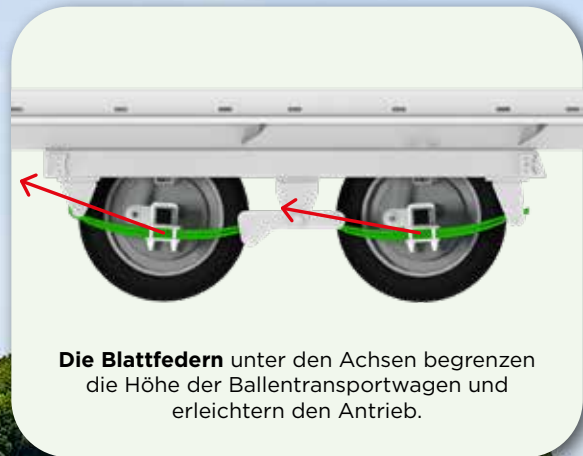 Die Blattfedern unter den Achsen begrenzen
die Höhe der Ballentransportwagen und
erleichtern den Antrieb.